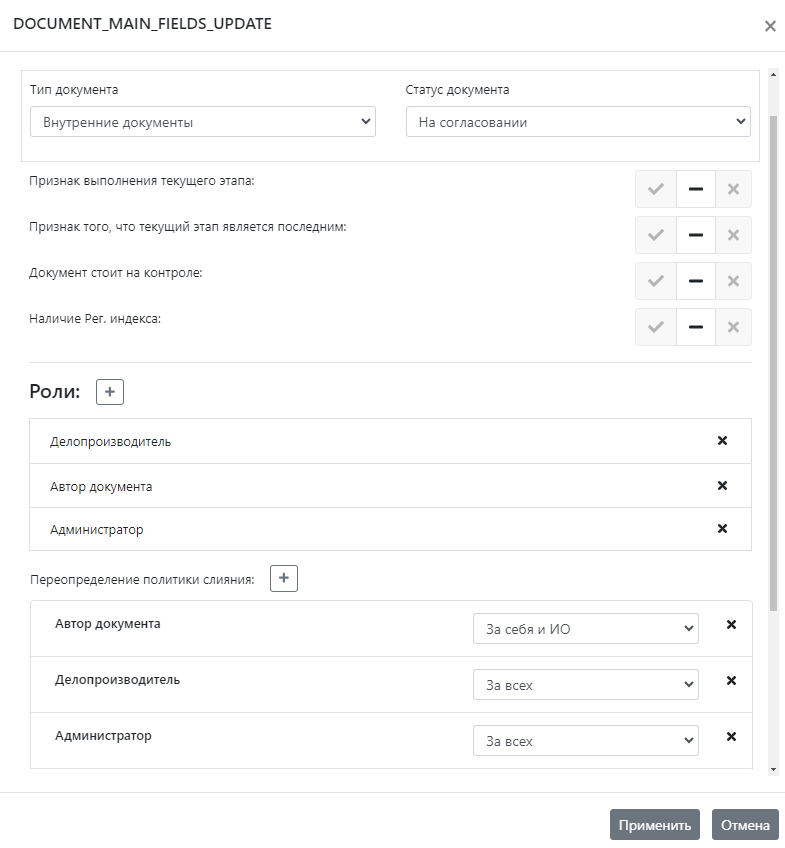 DOCUMENT_MAIN_FIELDS_UPDATE
Тип документа
Статус документа
Внутренние документы
На согласовании
Признак выполнения текущего этапа:
Признак того, что текущий этап является последним:
Документ стоит на контроле:
Наличие Рег. индекса:
Роли:
Делопроизводитель
Автор документа
Администратор
Переопределение политики слияния:
Автор документа
За себя и ИО
Делопроизводитель
За всех
Администратор
За всех
Применить
Отмена